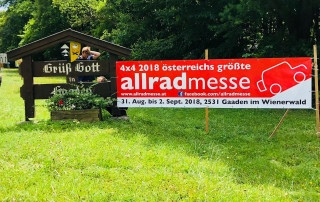 Grüß Gott
in
4x4 2018 österreichs größte
allradmesse
www.allradmesse.at facebook.com/allradmesse
31. Aug. bis 2. Sept. 2018, 2531 Gaaden im Wienerwald